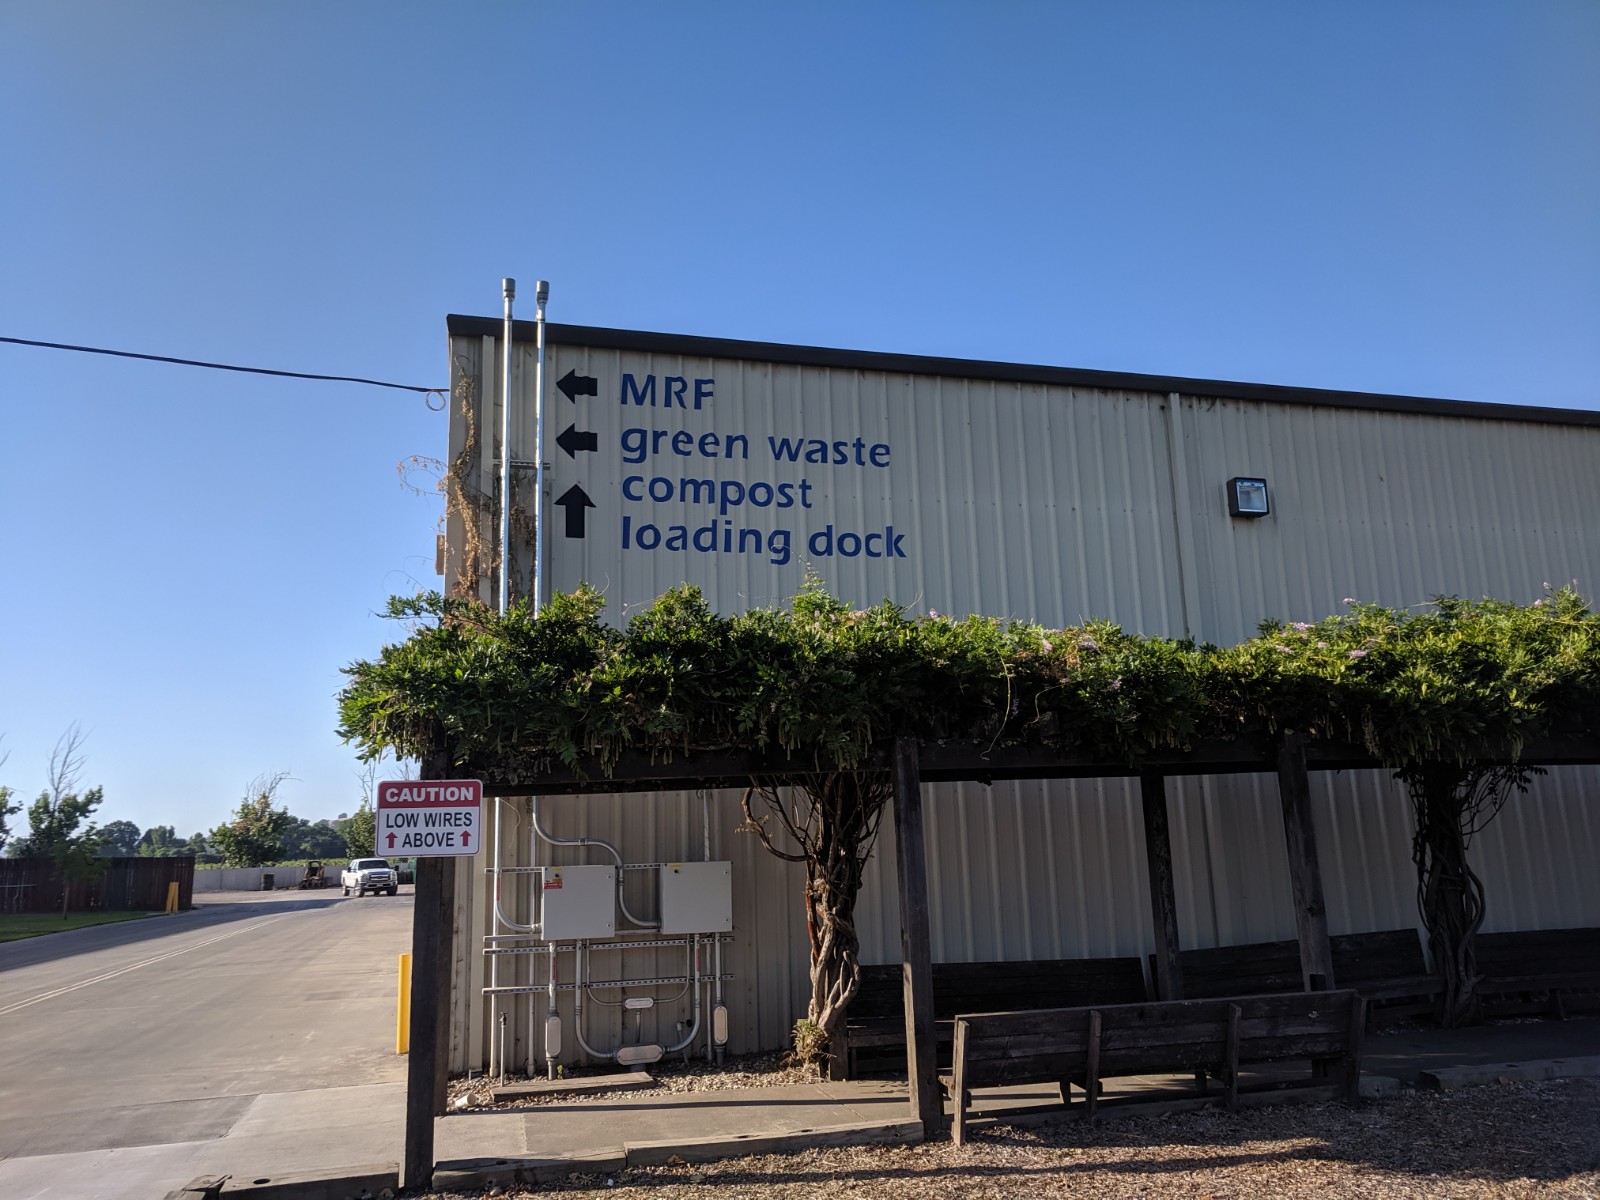 MRF
green waste
compost
loading dock
CAUTION
LOW WIRES
ABOVE